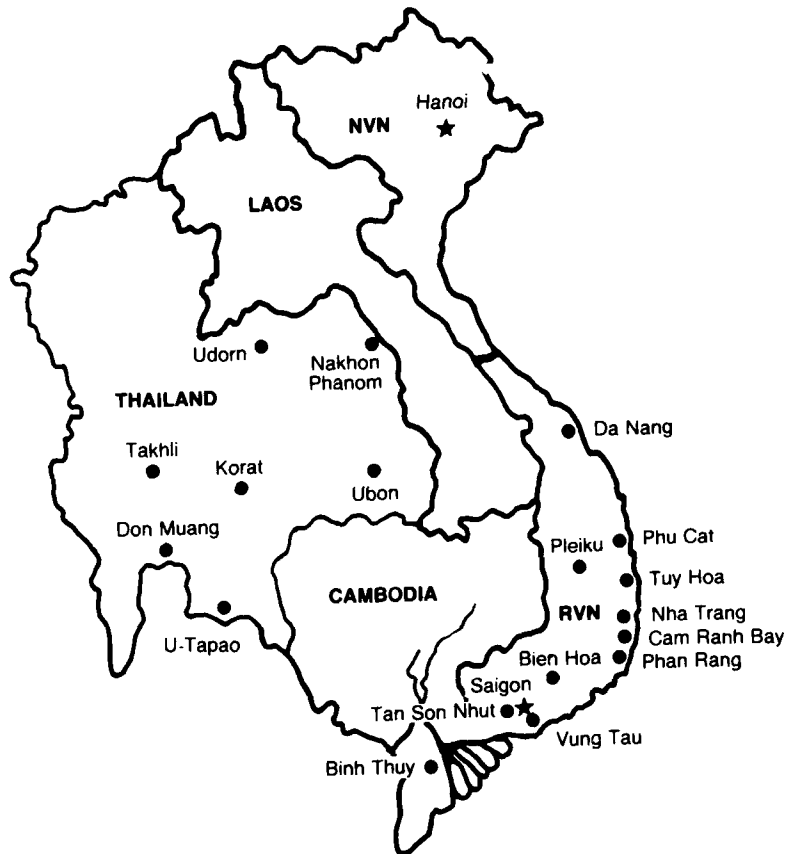 Hanoi
NVN
LAOS
Udorn
Nakhon
Phanom
THAILAND
Da Nang
Takhli
Korat
Ubon
Don Muang
Phu Cat
Pleiku
Tuy Hoa
CAMBODIA
RVN
Nha Trang
Cam Ranh Bay
U-Tapao
Bien Hoa
Phan Rang
Saigon
Tan Son Nhut
Vung Tau
Binh Thuy